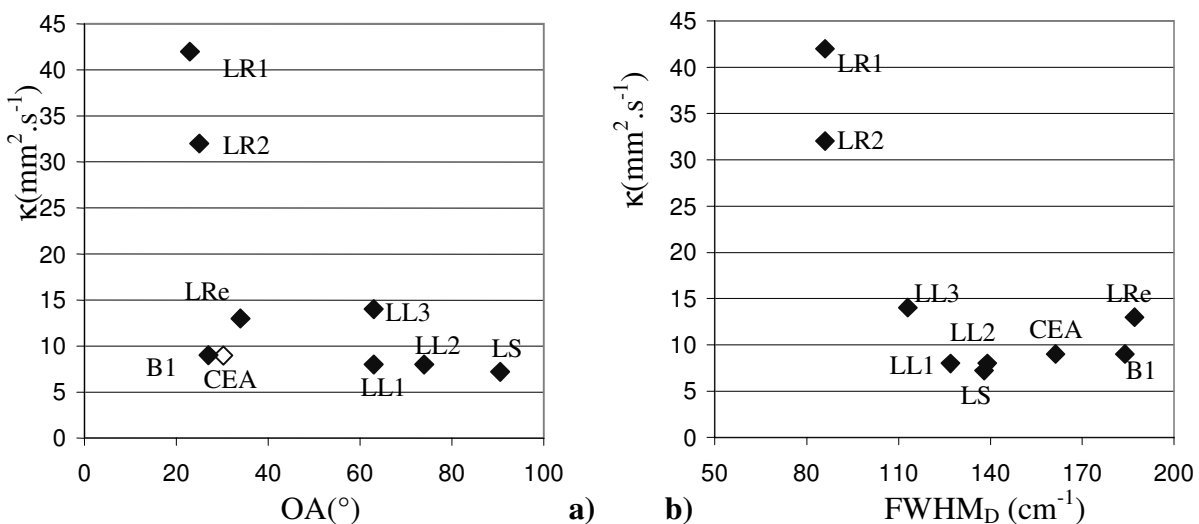 45
40
35
30
25
20
15
10
5
0
κ(mm².s⁻¹)
LR1
LR2
LRe
LL3
B1
CEA
LL1
LL2
LS
0 20 40 60 80 100
OA(°)
a)
45
40
35
30
25
20
15
10
5
0
κ(mm².s⁻¹)
LR1
LR2
LL3
LRe
LL2
CEA
LL1
LS
B1
50 80 110 140 170 200
b)
FWHM_D (cm⁻¹)